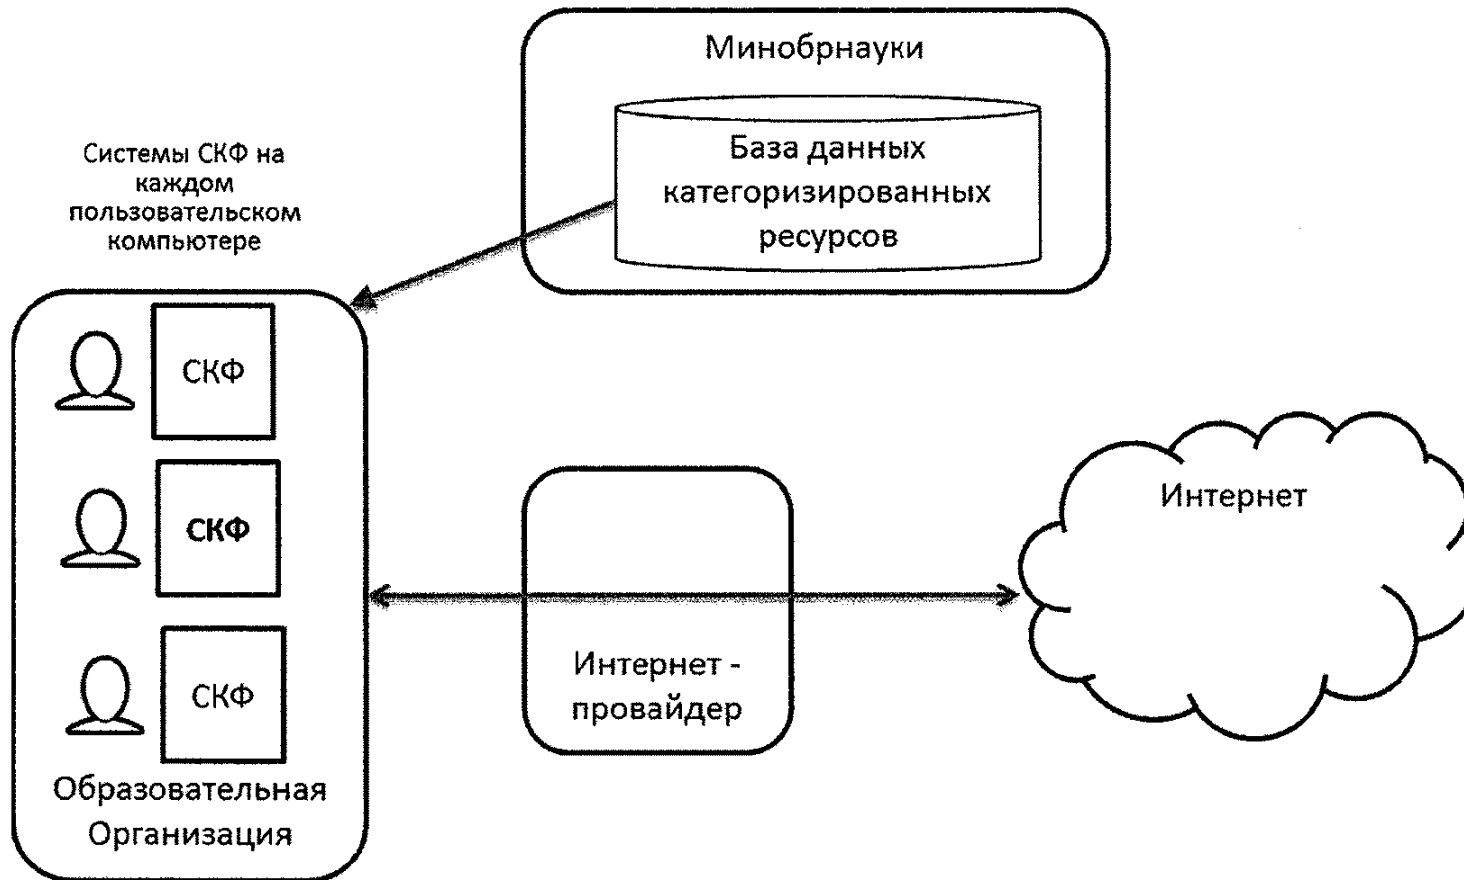 Минобрнауки
База данных
категоризированных
ресурсов
Системы СКФ на
каждом
пользовательском
компьютере
СКФ
СКФ
СКФ
Образовательная
Организация
Интернет -
провайдер
Интернет